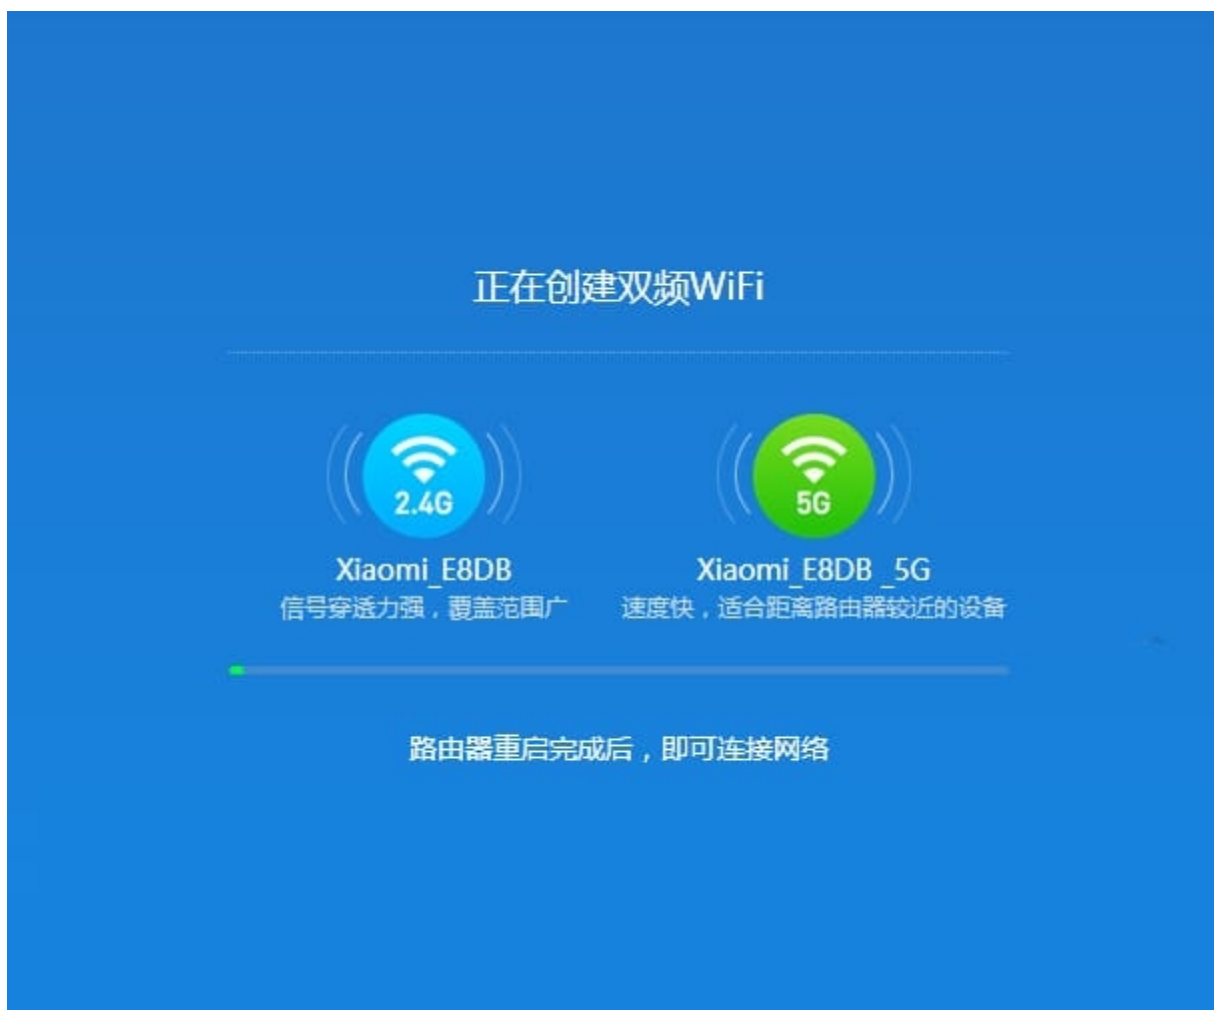 正在创建双频WiFi
2.4G
5G
Xiaomi_E8DB
Xiaomi_E8DB _5G
信号穿透力强，覆盖范围广
速度快，适合距离路由器较近的设备
路由器重启完成后，即可连接网络